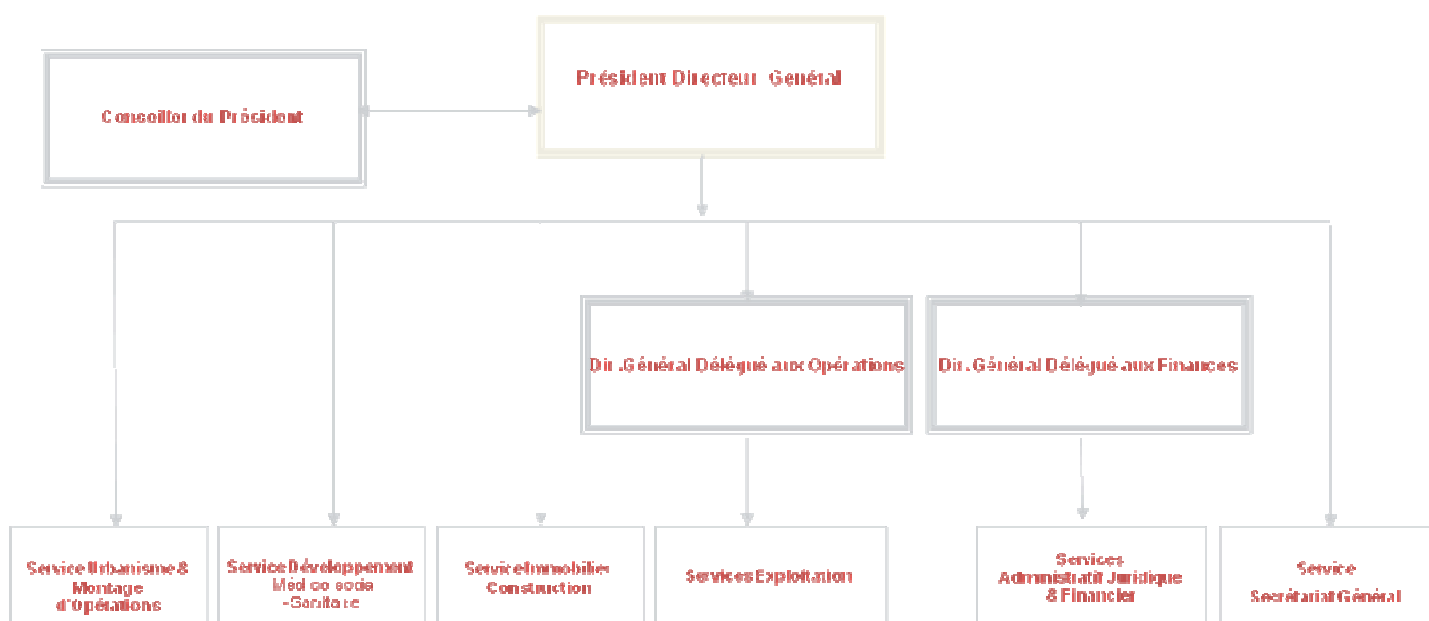 Président Directeur Général
Conseiller du Président
Dir. Général Délégué aux Opérations
Dir. Général Délégué aux Finances
Service Urbanisme &
Montage
d'Opérations
Service Développement
Médico socia
-Sanitaire
Service Immobilier
Construction
Services Exploitation
Services
Administratif Juridique
& Financier
Service
Secrétariat Général